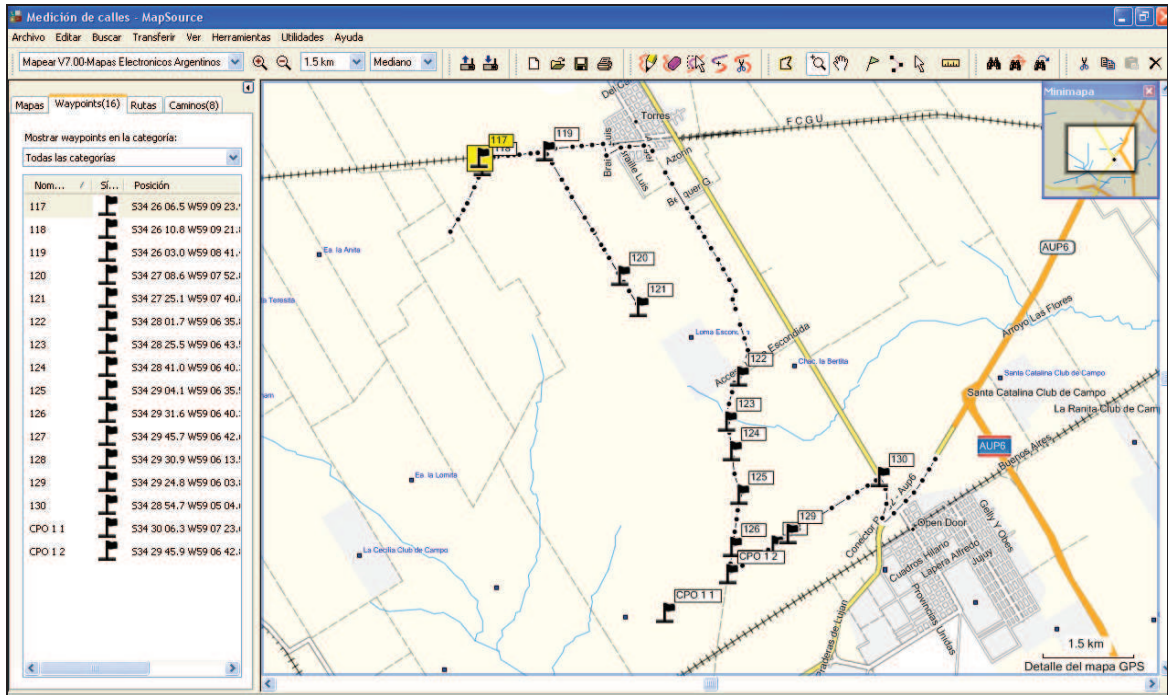 Medición de calles - MapSource
Archivo Editar Buscar Transferir Ver Herramientas Utilidades Ayuda
Mapear V7.00-Mapas Electronicos Argentinos 1.5 km Mediano
Mapas Waypoints(16) Rutas Caminos(8)
Mostrar waypoints en la categoría:
Todas las categorías
Nom... Sí... Posición
117 S34 26 06.5 W59 09 23.
118 S34 26 10.8 W59 09 21.
119 S34 26 03.0 W59 08 41.
120 S34 27 08.6 W59 07 52.
121 S34 27 25.1 W59 07 40.
122 S34 28 01.7 W59 06 35.
123 S34 28 25.5 W59 06 43.
124 S34 28 41.0 W59 06 40.
125 S34 29 04.1 W59 06 35.
126 S34 29 31.6 W59 06 40.
127 S34 29 45.7 W59 06 42.
128 S34 29 30.9 W59 06 13.
129 S34 29 24.8 W59 06 03.
130 S34 28 54.7 W59 05 04.
CPO 1 1 S34 30 06.3 W59 07 23.
CPO 1 2 S34 29 45.9 W59 06 42.
Minimapa
Torres
FCGU
117
118
119
Azorin
Braille Luis
Ea. la Anita
120
121
AUP6
Arroyo Las Flores
Escondida
122
Chac. la Bertita
Santa Catalina Club de Campo
Santa Catalina Club de Campo
La Ranita Club de Cam
123
124
AUP6
Buenos Aires
Ea. la Lomita
130
125
129
126
CPO 1 2
Open Door
Gelly Y Obes
Jujuy
Lapera Alfredo
Cuadros Hilario
Provincias Unidas
La Cecilia Club de Campo
CPO 1 1
1.5 km
Detalle del mapa GPS